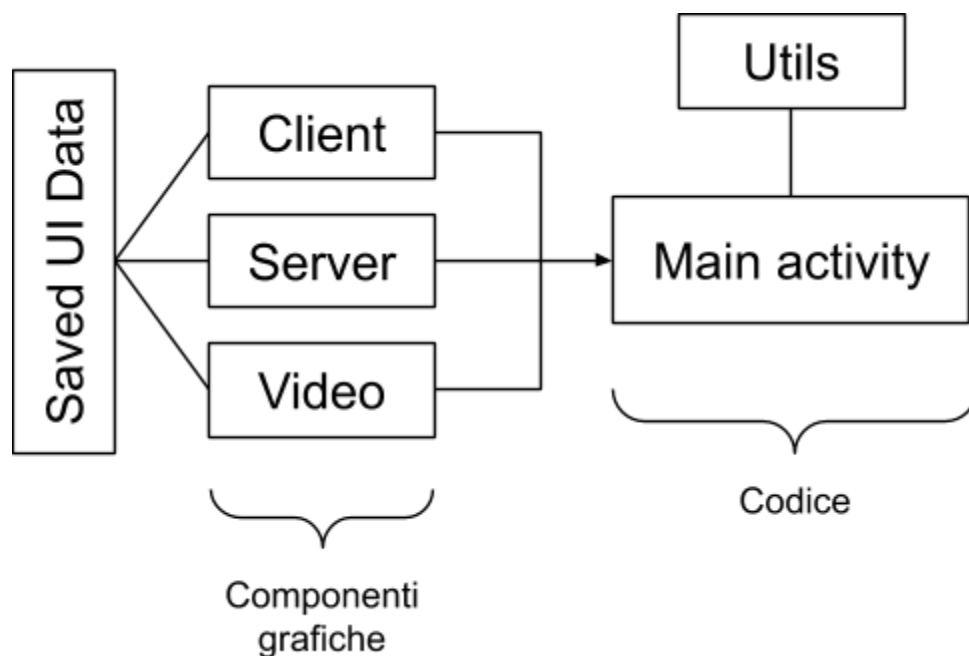 Saved UI Data
Client
Server
Video
Utils
Main activity
Componenti
grafiche
Codice